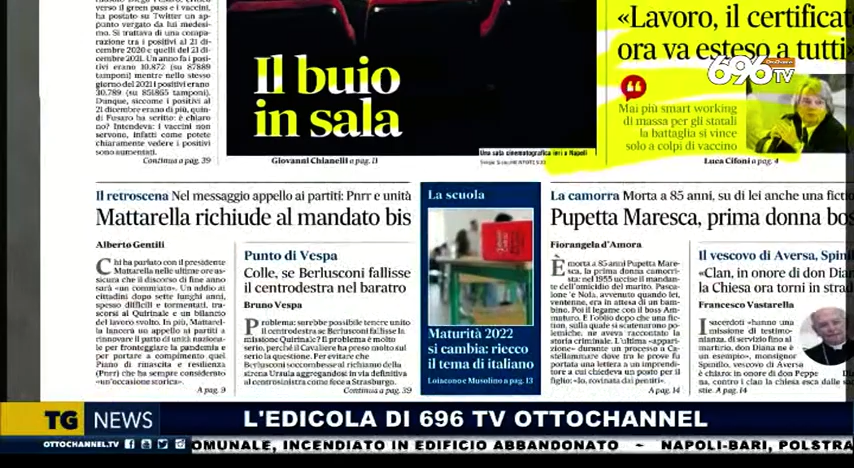 verso il green pass e i vaccini,
ha postato su Twitter un ap-
punto vergato da lui medesi-
mo. Si trattava di una compa-
razione tra i positivi al 21 di-
cembre 2020 e quelli del 21 di-
cembre 2021. Un anno fa i po-
sitivi erano 10.872 (su 87889
tamponi) mentre nello stesso
giorno del 2021 i positivi erano
30.789 (su 851865 tamponi).
Dunque, siccome i positivi al
21 dicembre erano di più, quin-
di Fusaro ha scritto: è chiaro
no? Intendeva: i vaccini non
servono, infatti come potete
chiaramente vedere i positivi
sono aumentati.
Continua a pag. 39
Il buio
in sala
Una sala cinematografica ieri a Napoli
Giovanni Chianelli a pag. 11
«Lavoro, il certificato
ora va esteso a tutti»
696 TV
Mai più smart working
di massa per gli statali
la battaglia si vince
solo a colpi di vaccino
Luca Cifoni a pag. 4
Il retroscena Nel messaggio appello ai partiti: Pnrr e unità
Mattarella richiude al mandato bis
Alberto Gentili
Chi ha parlato con il presidente
Mattarella nelle ultime ore assi-
cura che il discorso di fine anno
sarà «un commiato». Un addio ai
cittadini dopo sette lunghi anni,
spesso difficili e tormentati, tra-
scorsi al Quirinale e un bilancio
del lavoro svolto. In più, Mattarel-
la lancerà un appello ai partiti a
rinnovare il patto di unità naziona-
le per fronteggiare la pandemia e
per portare a compimento quel
Piano di rinascita e resilienza
(Pnrr) che ha sempre considerato
«un'occasione storica».
A pag. 9
Punto di Vespa
Colle, se Berlusconi fallisse
il centrodestra nel baratro
Bruno Vespa
Problema: sarebbe possibile tenere unito
il centrodestra se Berlusconi fallisse la
missione Quirinale? Il problema è molto
serio, perché il Cavaliere ha preso molto sul
serio la questione. Per evitare che
Berlusconi soccombesse al richiamo della
sirena Ursula aggregandosi in via definitiva
al centrosinistra come fece a Strasburgo.
Continua a pag. 39
La scuola
Maturità 2022
si cambia: riecco
il tema di italiano
Loiacono e Musolino a pag. 13
La camorra Morta a 85 anni, su di lei anche una fiction
Pupetta Maresca, prima donna bos
Fiorangela d'Amora
È morta a 85 anni Pupetta Mare-
sca, la prima donna camorri-
sta: nel 1955 uccise il mandan-
te dell'omicidio del marito, Pasca-
lone 'e Nola, avvenuto quando lei,
ventenne, era in attesa di un bam-
bino. Poi il legame con il boss Am-
maturo. E l'oblio dopo che una fic-
tion, sulla quale si scatenarono po-
lemiche, ne aveva raccontato la
storia criminale. L'ultima «appari-
zione» durante un processo a Ca-
stellammare dove tra le prove fu
portata una lettera a un imprendi-
tore a cui chiedeva un posto per il
figlio: «Io, rovinata dai pentiti».
A pag. 14
Il vescovo di Aversa, Spinil
«Clan, in onore di don Dian
la Chiesa ora torni in strad
Francesco Vastarella
I sacerdoti «hanno una
missione di testimo-
nianza, di servizio fino al
martirio, don Diana ne è
un esempio», monsignor
Spinillo, vescovo di Aversa
è chiaro: in onore di don Peppe Di
na, contro i clan la chiesa esca dalle sa
stie A pag. 14
TG NEWS
L'EDICOLA DI 696 TV OTTOCHANNEL
OTTOCHANNEL.TV
OMUNALE, INCENDIATO IN EDIFICIO ABBANDONATO ~ NAPOLI-BARI, POLSTRA